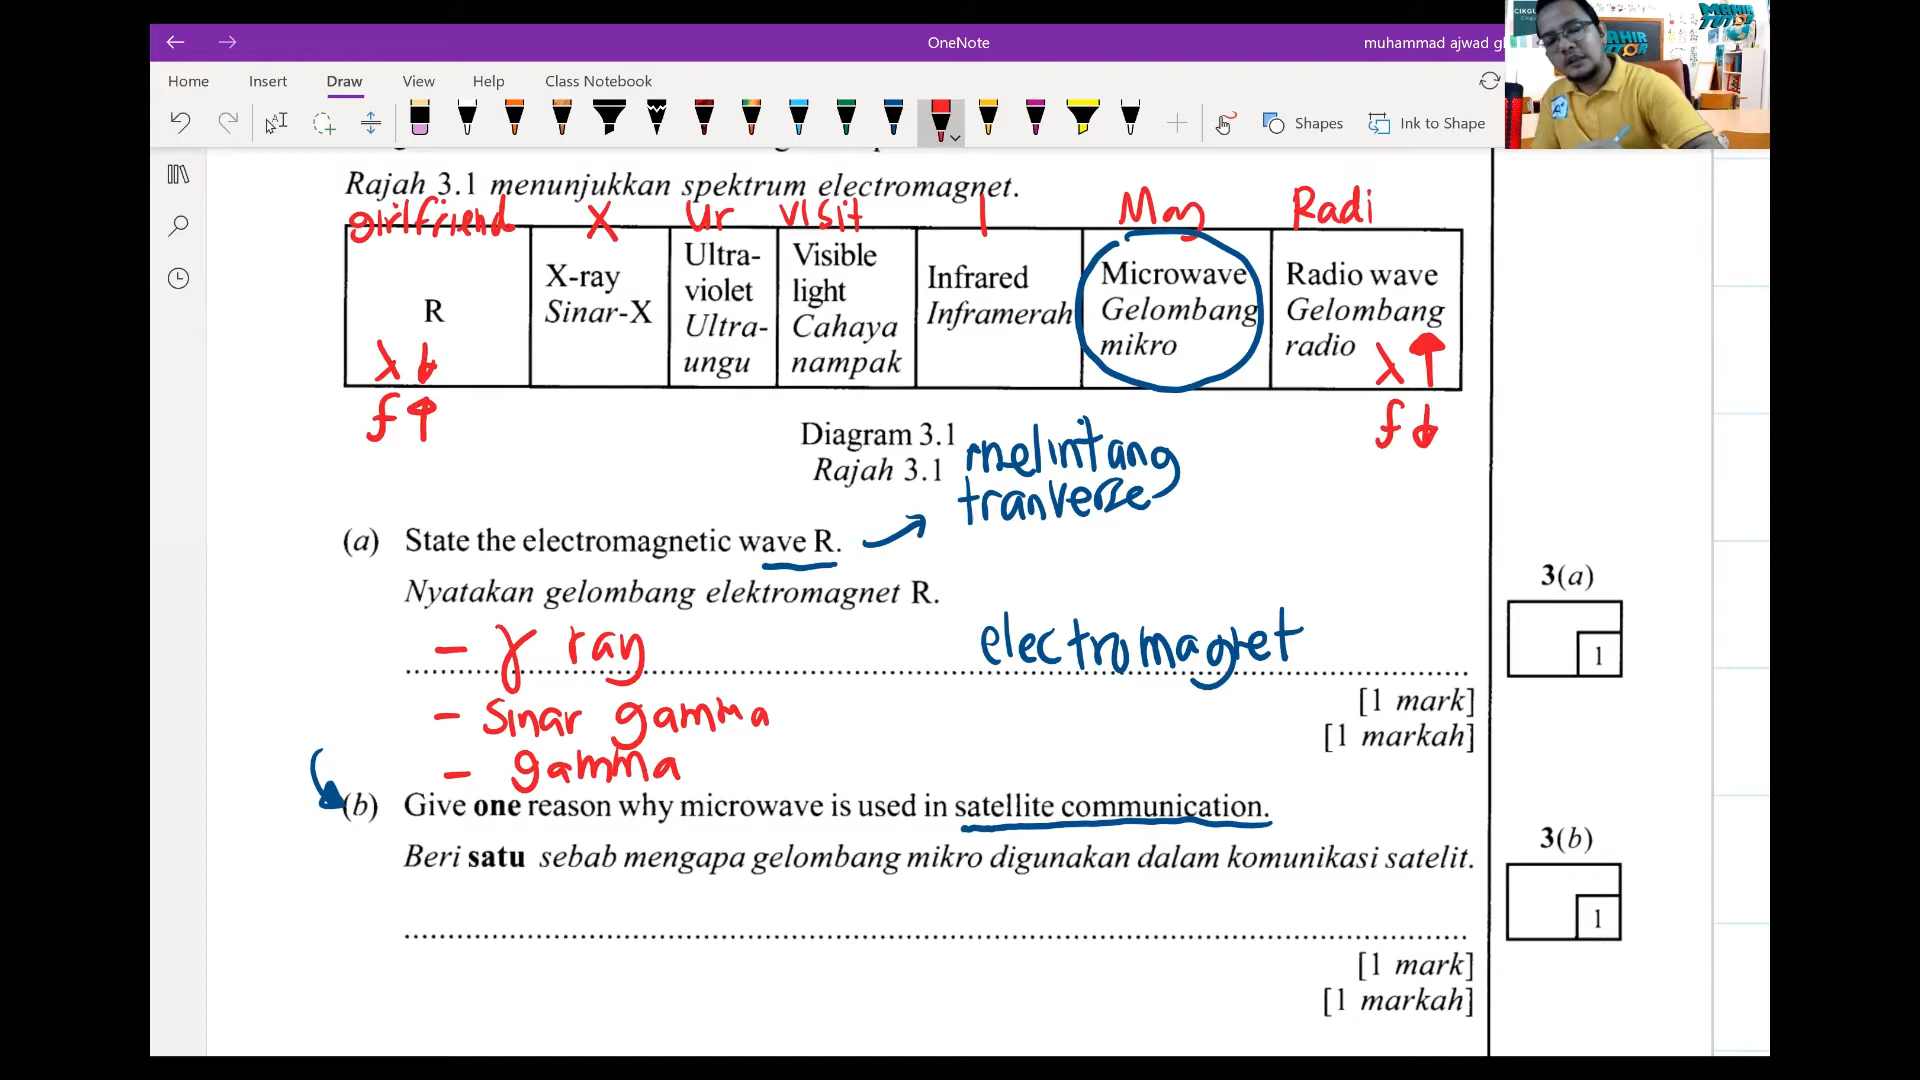 OneNote
muhammad ajwad g
Home Insert Draw View Help Class Notebook
Shapes Ink to Shape
MAHIR TUTOR
Rajah 3.1 menunjukkan spektrum electromagnet.
girlfriend X Ur visit I May Radi
R
X-ray
Sinar-X
Ultra-
violet
Ultra-
ungu
Visible
light
Cahaya
nampak
Infrared
Inframerah
Microwave
Gelombang
mikro
Radio wave
Gelombang
radio
λ ↓
f ↑
λ ↑
f ↓
Diagram 3.1
Rajah 3.1
melintang
tranverse
(a) State the electromagnetic wave R.
Nyatakan gelombang elektromagnet R.
- γ ray
electromagnet
- sinar gamma
- gamma
[1 mark]
[1 markah]
3(a)
1
(b) Give one reason why microwave is used in satellite communication.
Beri satu sebab mengapa gelombang mikro digunakan dalam komunikasi satelit.
[1 mark]
[1 markah]
3(b)
1